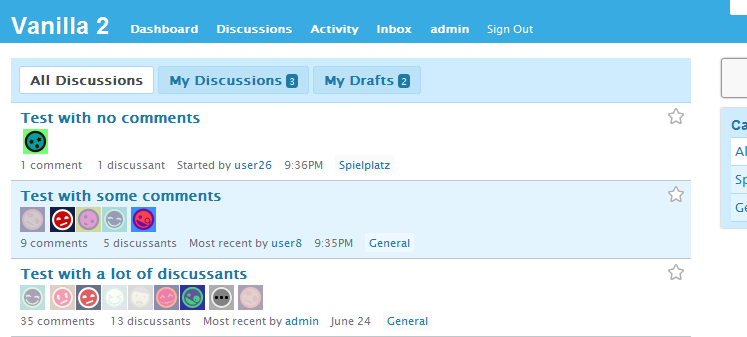 Vanilla 2 Dashboard Discussions Activity Inbox admin Sign Out
All Discussions My Discussions 3 My Drafts 2
Test with no comments
1 comment 1 discussant Started by user26 9:36PM Spielplatz
Test with some comments
9 comments 5 discussants Most recent by user8 9:35PM General
Test with a lot of discussants
35 comments 13 discussants Most recent by admin June 24 General
Ca
Al
Sp
Ge